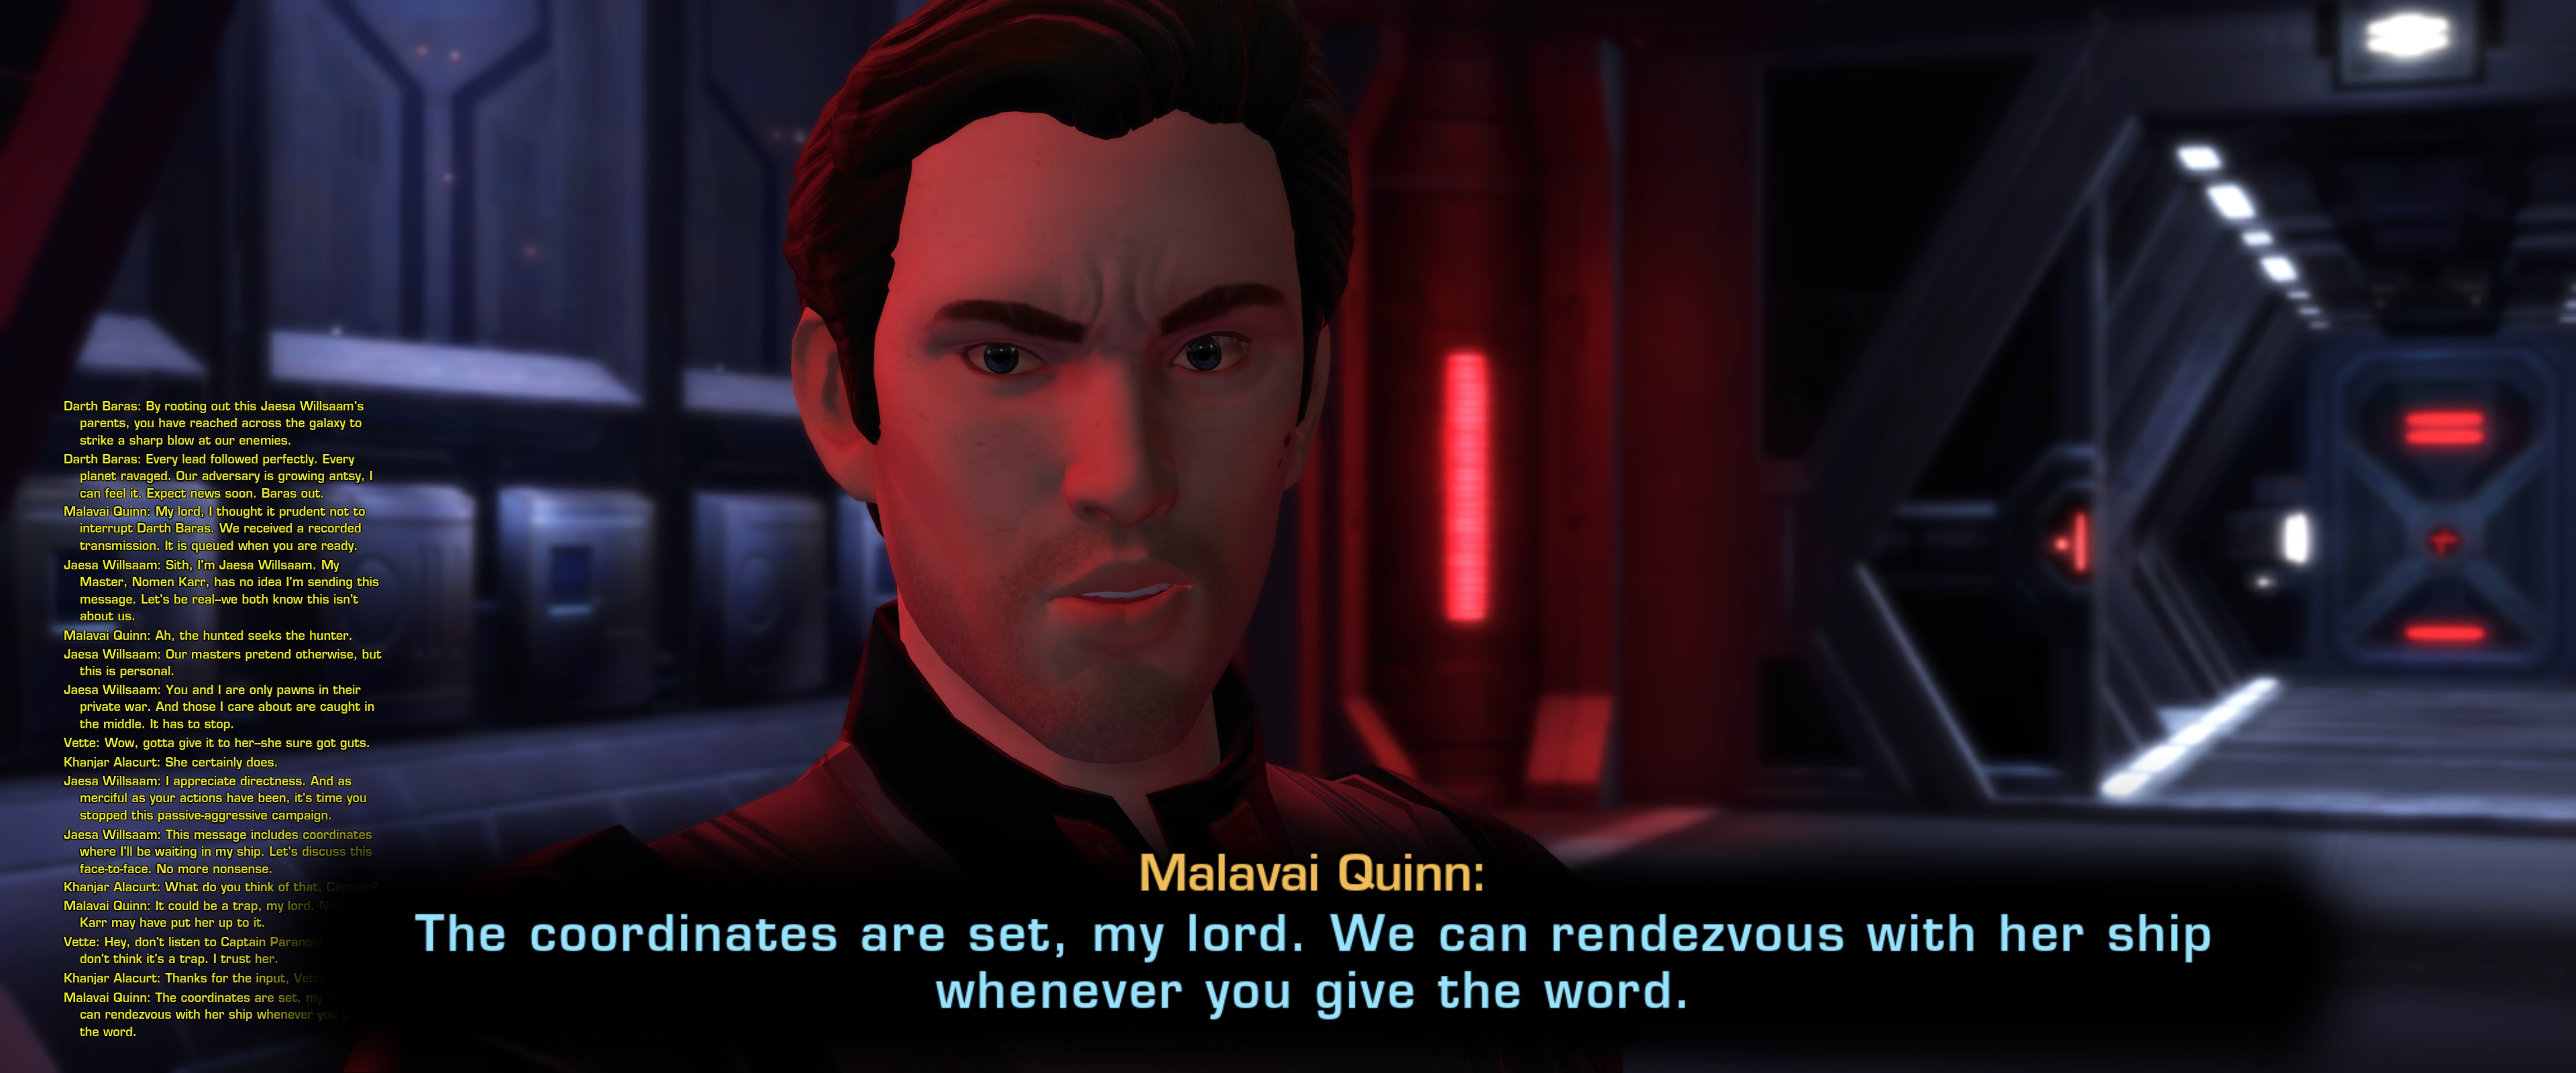 Darth Baras: By rooting out this Jaesa Willsaam's
parents, you have reached across the galaxy to
strike a sharp blow at our enemies.
Darth Baras: Every lead followed perfectly. Every
planet ravaged. Our adversary is growing antsy, I
can feel it. Expect news soon. Baras out.
Malavai Quinn: My lord, I thought it prudent not to
interrupt Darth Baras. We received a recorded
transmission. It is queued when you are ready.
Jaesa Willsaam: Sith, I'm Jaesa Willsaam. My
Master, Nomen Karr, has no idea I'm sending this
message. Let's be real--we both know this isn't
about us.
Malavai Quinn: Ah, the hunted seeks the hunter.
Jaesa Willsaam: Our masters pretend otherwise, but
this is personal.
Jaesa Willsaam: You and I are only pawns in their
private war. And those I care about are caught in
the middle. It has to stop.
Vette: Wow, gotta give it to her--she sure got guts.
Khanjar Alacurt: She certainly does.
Jaesa Willsaam: I appreciate directness. And as
merciful as your actions have been, it's time you
stopped this passive-aggressive campaign.
Jaesa Willsaam: This message includes coordinates
where I'll be waiting in my ship. Let's discuss this
face-to-face. No more nonsense.
Khanjar Alacurt: What do you think of that, Captain?
Malavai Quinn: It could be a trap, my lord.
Karr may have put her up to it.
Vette: Hey, don't listen to Captain Paranoid
don't think it's a trap. I trust her.
Khanjar Alacurt: Thanks for the input, Vette
Malavai Quinn: The coordinates are set, my
can rendezvous with her ship whenever you
the word.
Malavai Quinn:
The coordinates are set, my lord. We can rendezvous with her ship
whenever you give the word.